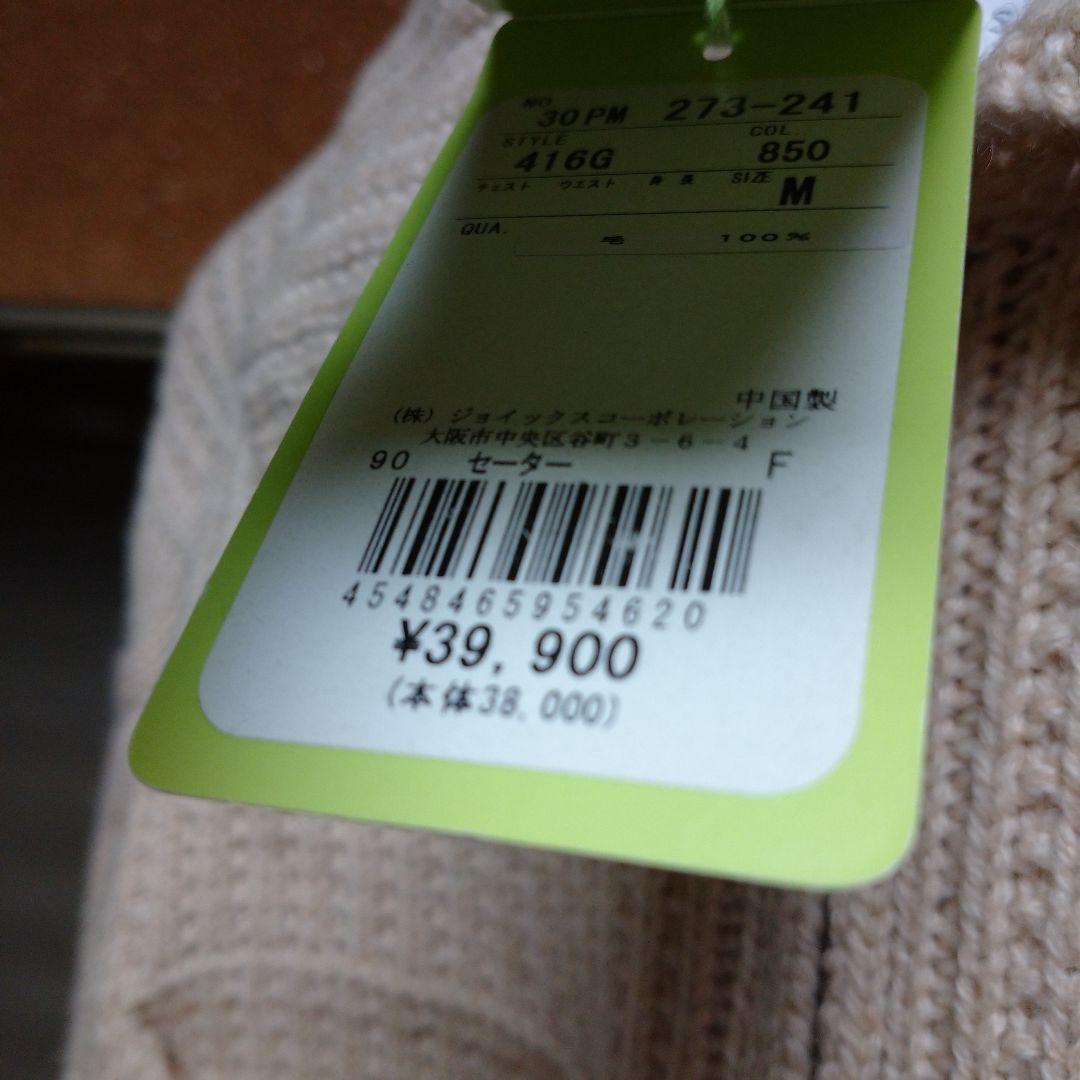 NO. 30PM 273-241
STYLE COL.
416G 850
チェスト ウエスト 身長 SIZE M
QUA. 毛 100%
中国製
(株) ジョイックスコーポレーション
大阪市中央区谷町3-6-4
90 セーター F
4548465954620
¥39,900
(本体38,000)